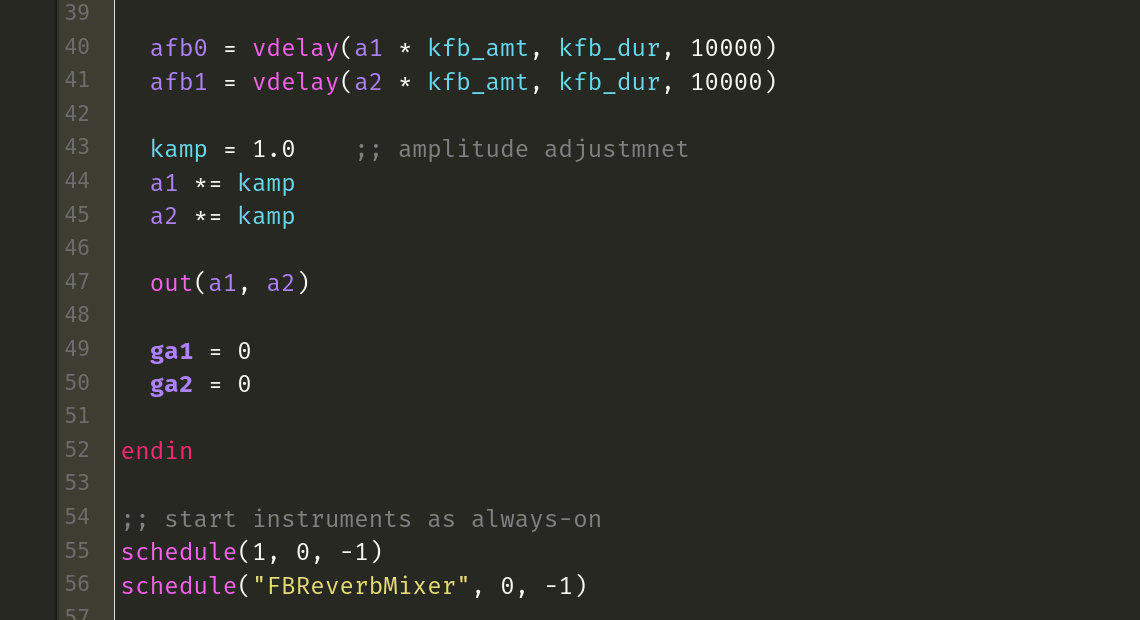 39
40 afb0 = vdelay(a1 * kfb_amt, kfb_dur, 10000)
41 afb1 = vdelay(a2 * kfb_amt, kfb_dur, 10000)
42
43 kamp = 1.0 ;; amplitude adjustmnet
44 a1 *= kamp
45 a2 *= kamp
46
47 out(a1, a2)
48
49 ga1 = 0
50 ga2 = 0
51
52 endin
53
54 ;; start instruments as always-on
55 schedule(1, 0, -1)
56 schedule("FBReverbMixer", 0, -1)
57